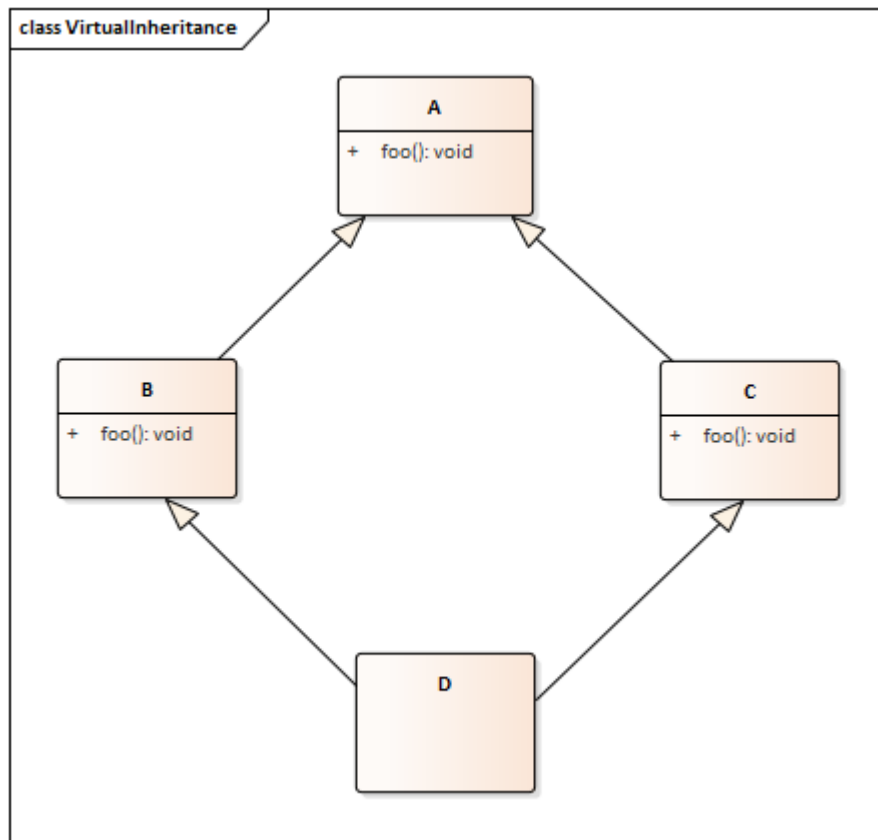 class VirtualInheritance
A
+ foo(): void
B
+ foo(): void
C
+ foo(): void
D